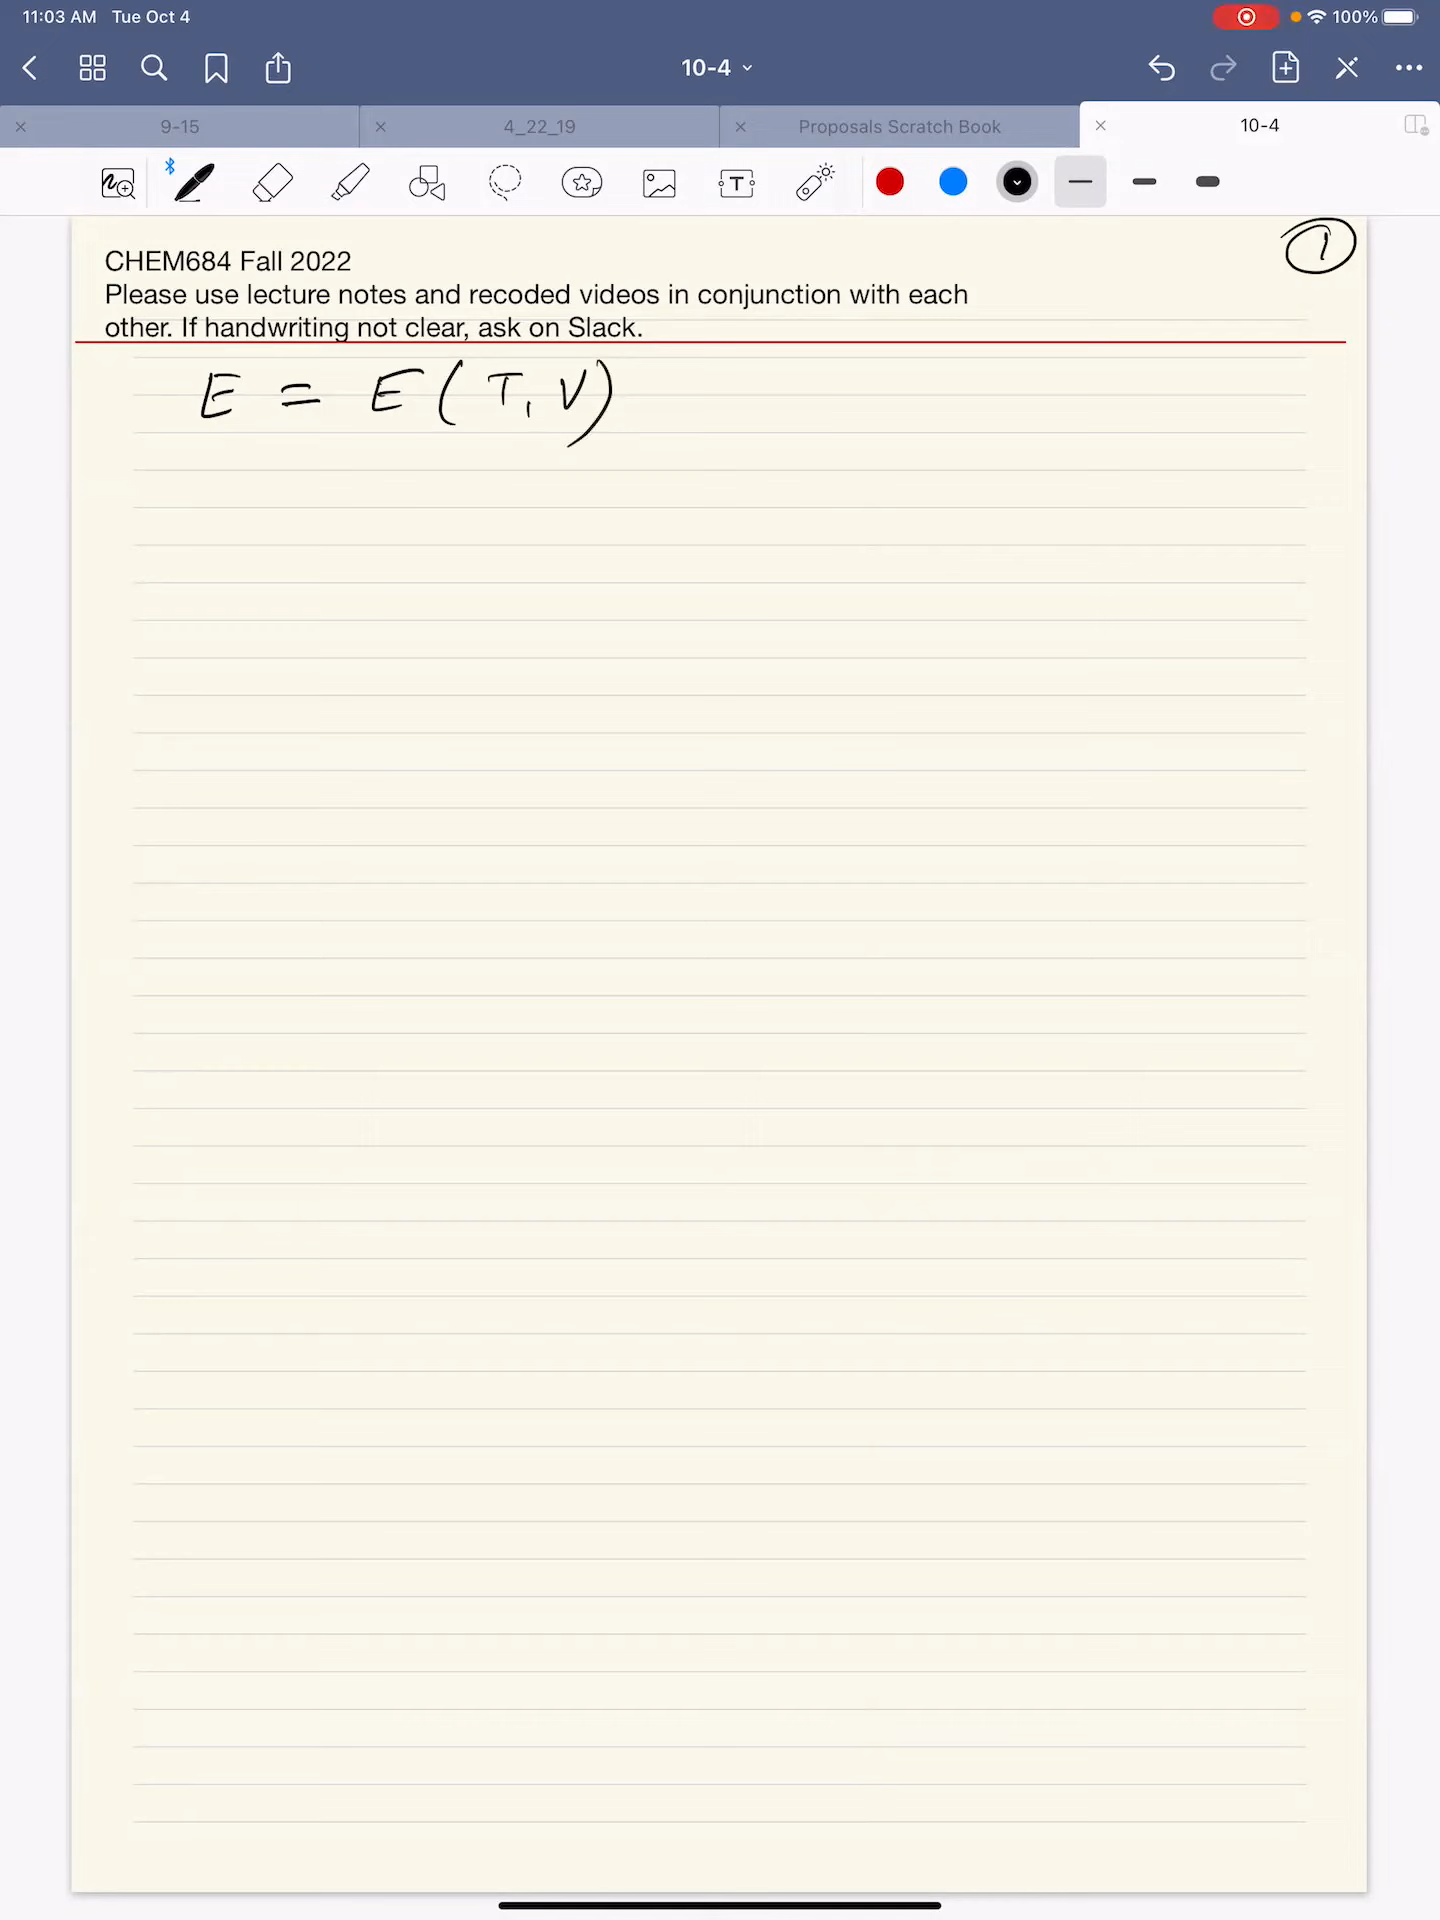 11:03 AM Tue Oct 4 100%
10-4
9-15 4_22_19 Proposals Scratch Book 10-4
T
1
CHEM684 Fall 2022
Please use lecture notes and recoded videos in conjunction with each
other. If handwriting not clear, ask on Slack.
E = E(T, V)